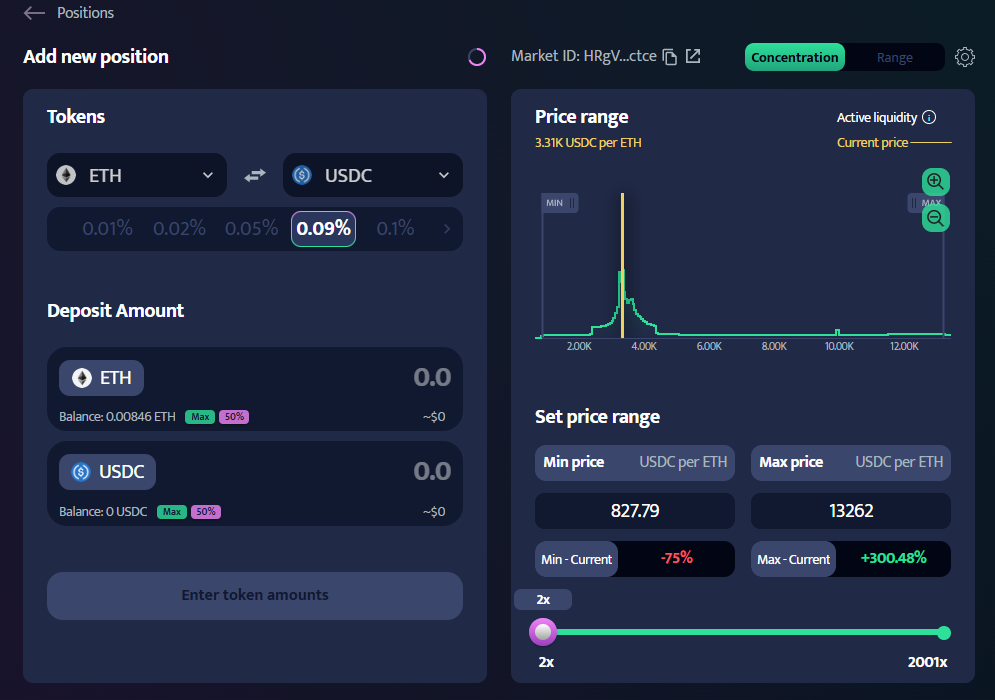 Positions
Add new position
Market ID: HRgV...ctce
Concentration
Range
Tokens
ETH
USDC
0.01% 0.02% 0.05% 0.09% 0.1%
Deposit Amount
ETH
0.0
Balance: 0.00846 ETH Max 50%
~$0
USDC
0.0
Balance: 0 USDC Max 50%
~$0
Enter token amounts
Price range
Active liquidity
3.31K USDC per ETH
Current price
MIN
MAX
2.00K 4.00K 6.00K 8.00K 10.00K 12.00K
Set price range
Min price USDC per ETH
Max price USDC per ETH
827.79
13262
Min - Current -75%
Max - Current +300.48%
2x
2x
2001x